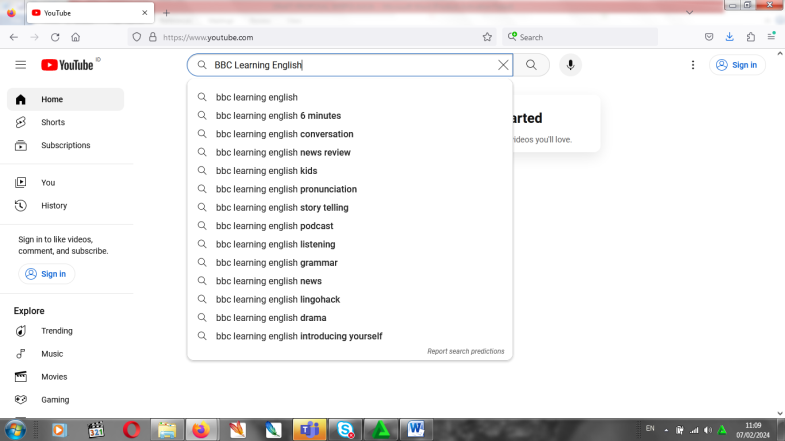 YouTube
https://www.youtube.com
Search
YouTube ID
BBC Learning English
Sign in
Home
Shorts
Subscriptions
You
History
Sign in to like videos,
comment, and subscribe.
Sign in
Explore
Trending
Music
Movies
Gaming
bbc learning english
bbc learning english 6 minutes
bbc learning english conversation
bbc learning english news review
bbc learning english kids
bbc learning english pronunciation
bbc learning english story telling
bbc learning english podcast
bbc learning english listening
bbc learning english grammar
bbc learning english news
bbc learning english lingohack
bbc learning english drama
bbc learning english introducing yourself
Report search predictions
arted
videos you'll love.
321
EN
11:09
07/02/2024